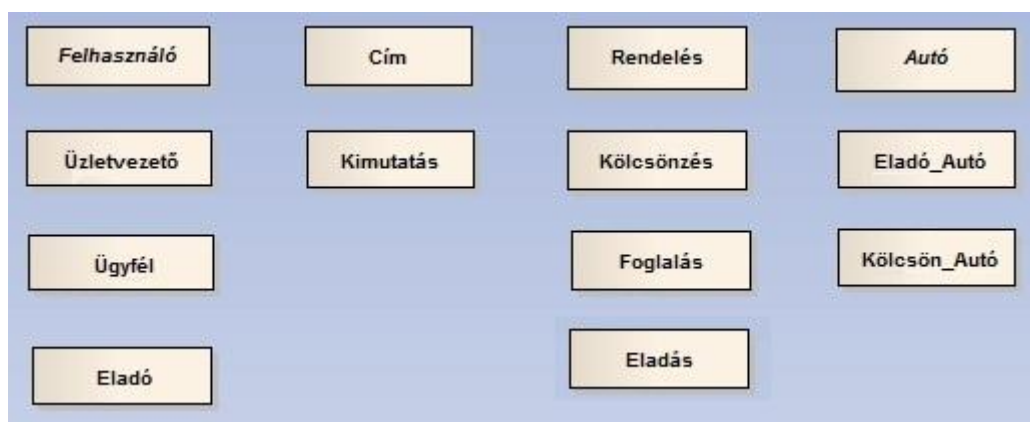 Felhasználó
Cím
Rendelés
Autó
Üzletvezető
Kimutatás
Kölcsönzés
Eladó_Autó
Ügyfél
Foglalás
Kölcsön_Autó
Eladó
Eladás